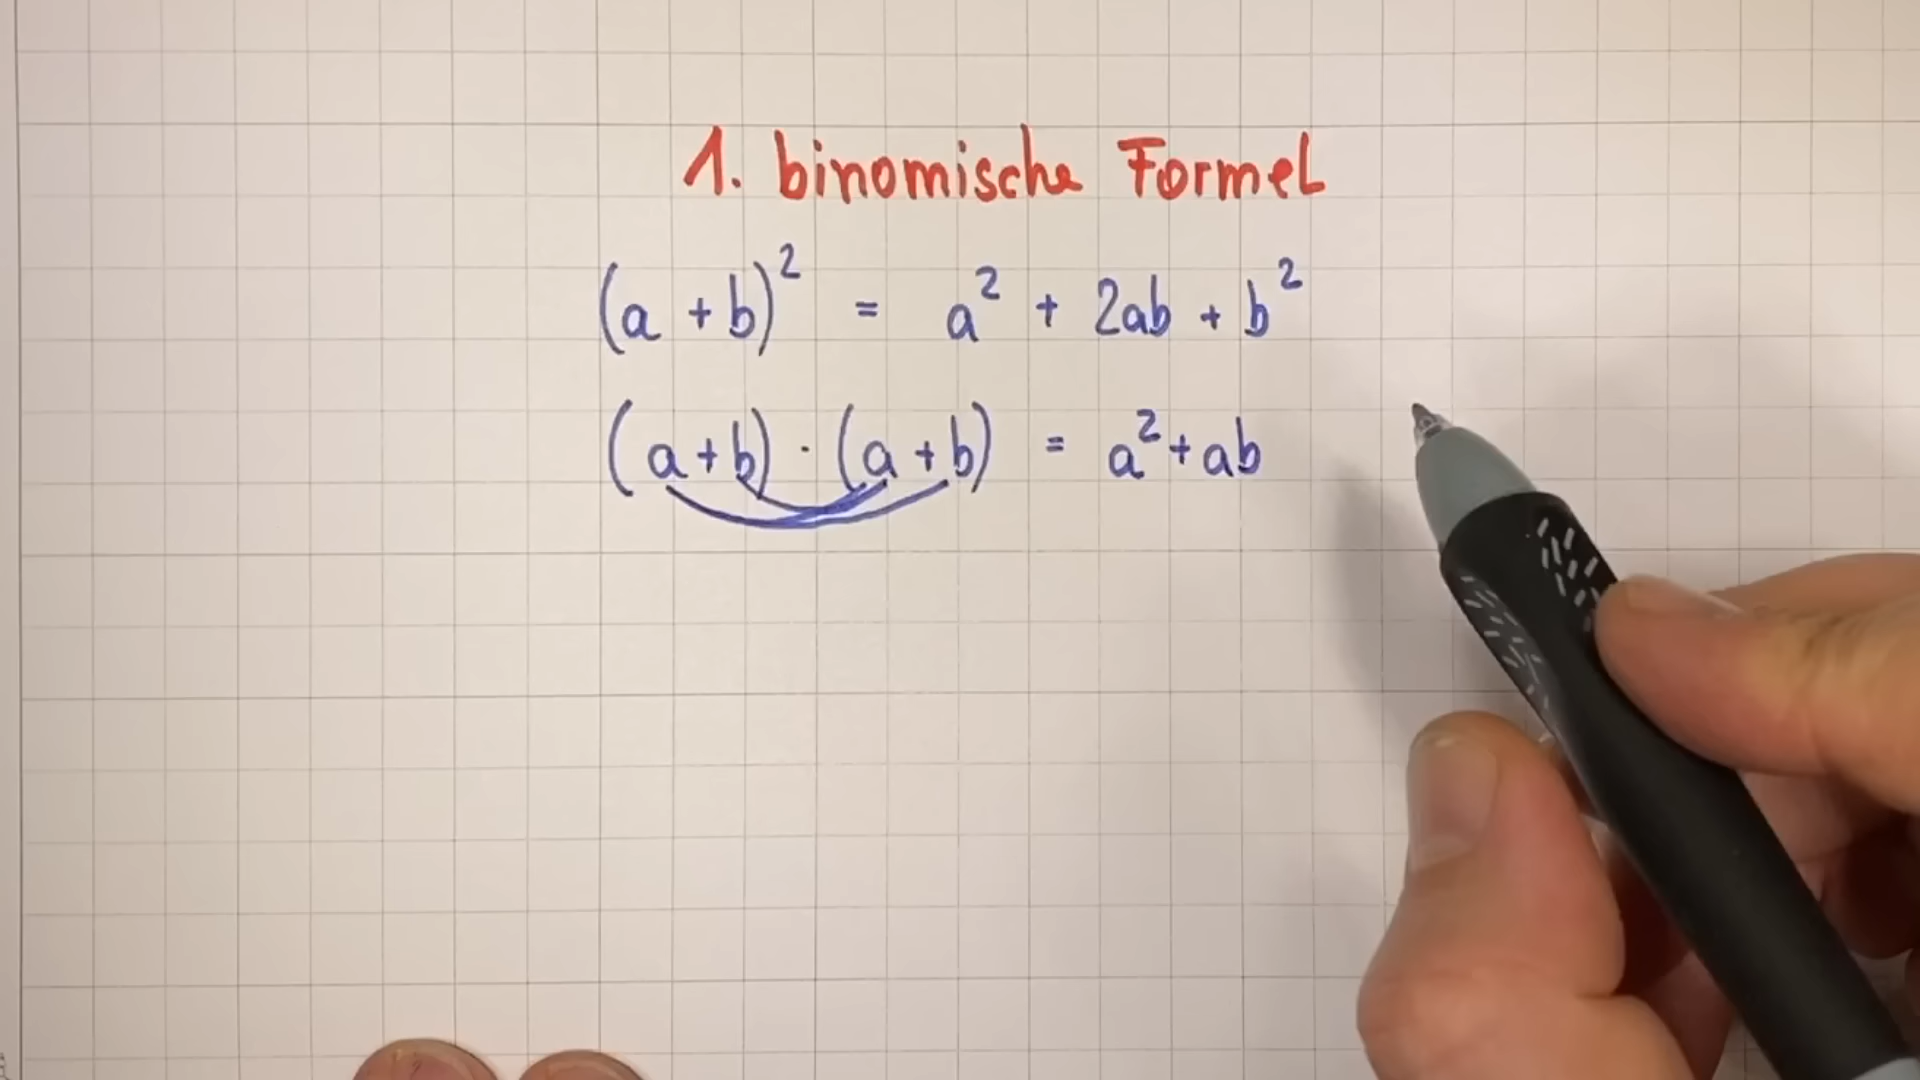 1. binomische Formel
(a + b)² = a² + 2ab + b²
(a+b) · (a+b) = a² + ab